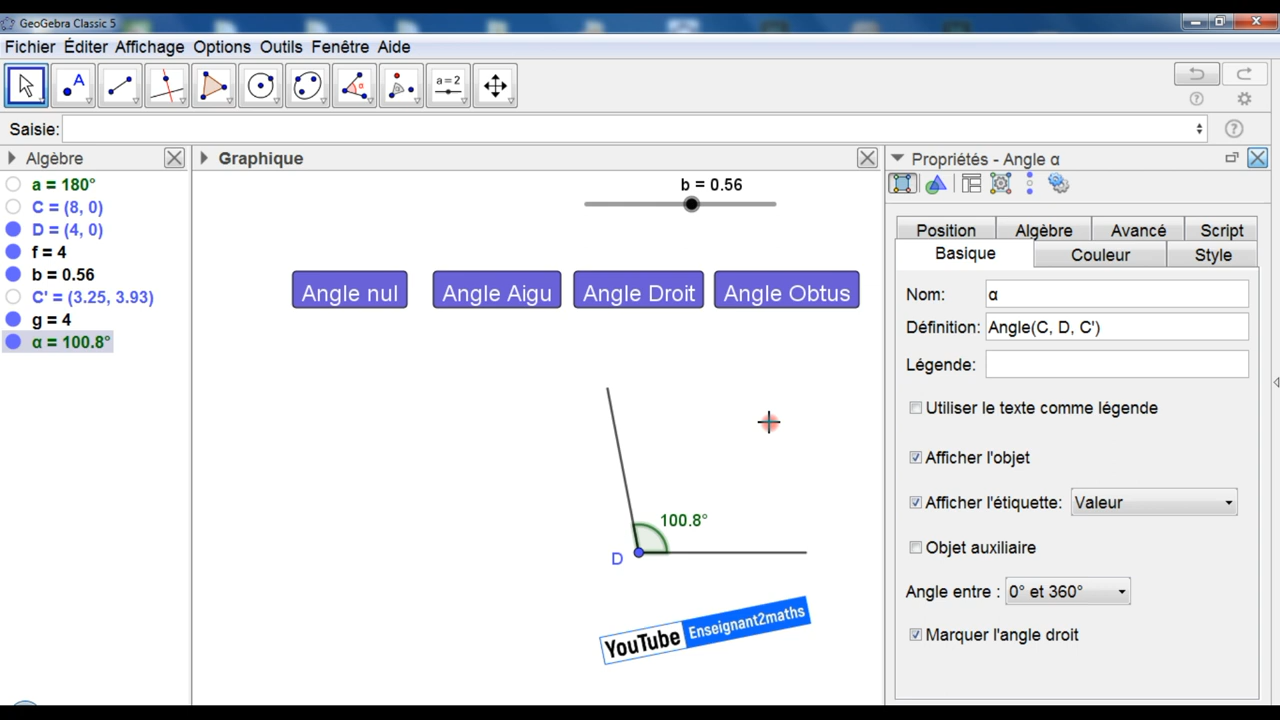 GeoGebra Classic 5
Fichier Éditer Affichage Options Outils Fenêtre Aide
A
α
a=2
Saisie:
Algèbre
Graphique
Propriétés - Angle α
a = 180°
C = (8, 0)
D = (4, 0)
f = 4
b = 0.56
C' = (3.25, 3.93)
g = 4
α = 100.8°
b = 0.56
Angle nul
Angle Aigu
Angle Droit
Angle Obtus
100.8°
D
YouTube Enseignant2maths
Position Algèbre Avancé Script
Basique Couleur Style
Nom: α
Définition: Angle(C, D, C')
Légende:
Utiliser le texte comme légende
Afficher l'objet
Afficher l'étiquette: Valeur
Objet auxiliaire
Angle entre : 0° et 360°
Marquer l'angle droit